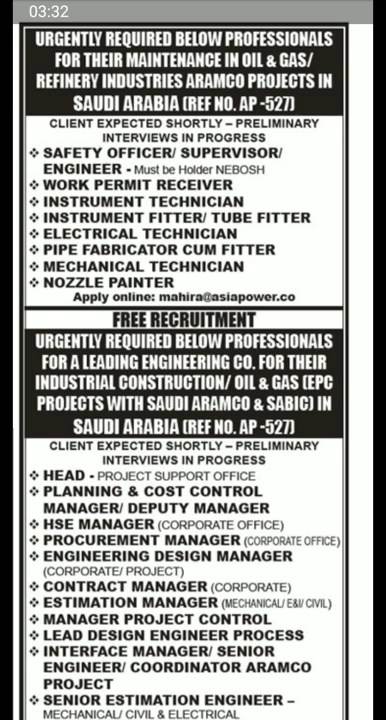 03:32
URGENTLY REQUIRED BELOW PROFESSIONALS
FOR THEIR MAINTENANCE IN OIL & GAS/
REFINERY INDUSTRIES ARAMCO PROJECTS IN
SAUDI ARABIA (REF NO. AP -527)
CLIENT EXPECTED SHORTLY – PRELIMINARY
INTERVIEWS IN PROGRESS
❖ SAFETY OFFICER/ SUPERVISOR/
ENGINEER - Must be Holder NEBOSH
❖ WORK PERMIT RECEIVER
❖ INSTRUMENT TECHNICIAN
❖ INSTRUMENT FITTER/ TUBE FITTER
❖ ELECTRICAL TECHNICIAN
❖ PIPE FABRICATOR CUM FITTER
❖ MECHANICAL TECHNICIAN
❖ NOZZLE PAINTER
Apply online: mahira@asiapower.co
FREE RECRUITMENT
URGENTLY REQUIRED BELOW PROFESSIONALS
FOR A LEADING ENGINEERING CO. FOR THEIR
INDUSTRIAL CONSTRUCTION/ OIL & GAS (EPC
PROJECTS WITH SAUDI ARAMCO & SABIC) IN
SAUDI ARABIA (REF NO. AP -527)
CLIENT EXPECTED SHORTLY – PRELIMINARY
INTERVIEWS IN PROGRESS
❖ HEAD - PROJECT SUPPORT OFFICE
❖ PLANNING & COST CONTROL
MANAGER/ DEPUTY MANAGER
❖ HSE MANAGER (CORPORATE OFFICE)
❖ PROCUREMENT MANAGER (CORPORATE OFFICE)
❖ ENGINEERING DESIGN MANAGER
(CORPORATE/ PROJECT)
❖ CONTRACT MANAGER (CORPORATE)
❖ ESTIMATION MANAGER (MECHANICAL/ E&I/ CIVIL)
❖ MANAGER PROJECT CONTROL
❖ LEAD DESIGN ENGINEER PROCESS
❖ INTERFACE MANAGER/ SENIOR
ENGINEER/ COORDINATOR ARAMCO
PROJECT
❖ SENIOR ESTIMATION ENGINEER –
MECHANICAL/ CIVIL & ELECTRICAL